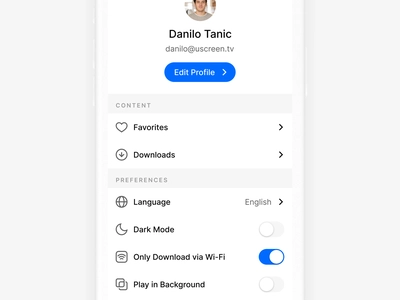 Danilo Tanic
danilo@uscreen.tv
Edit Profile
CONTENT
Favorites
Downloads
PREFERENCES
Language English
Dark Mode
Only Download via Wi-Fi
Play in Background